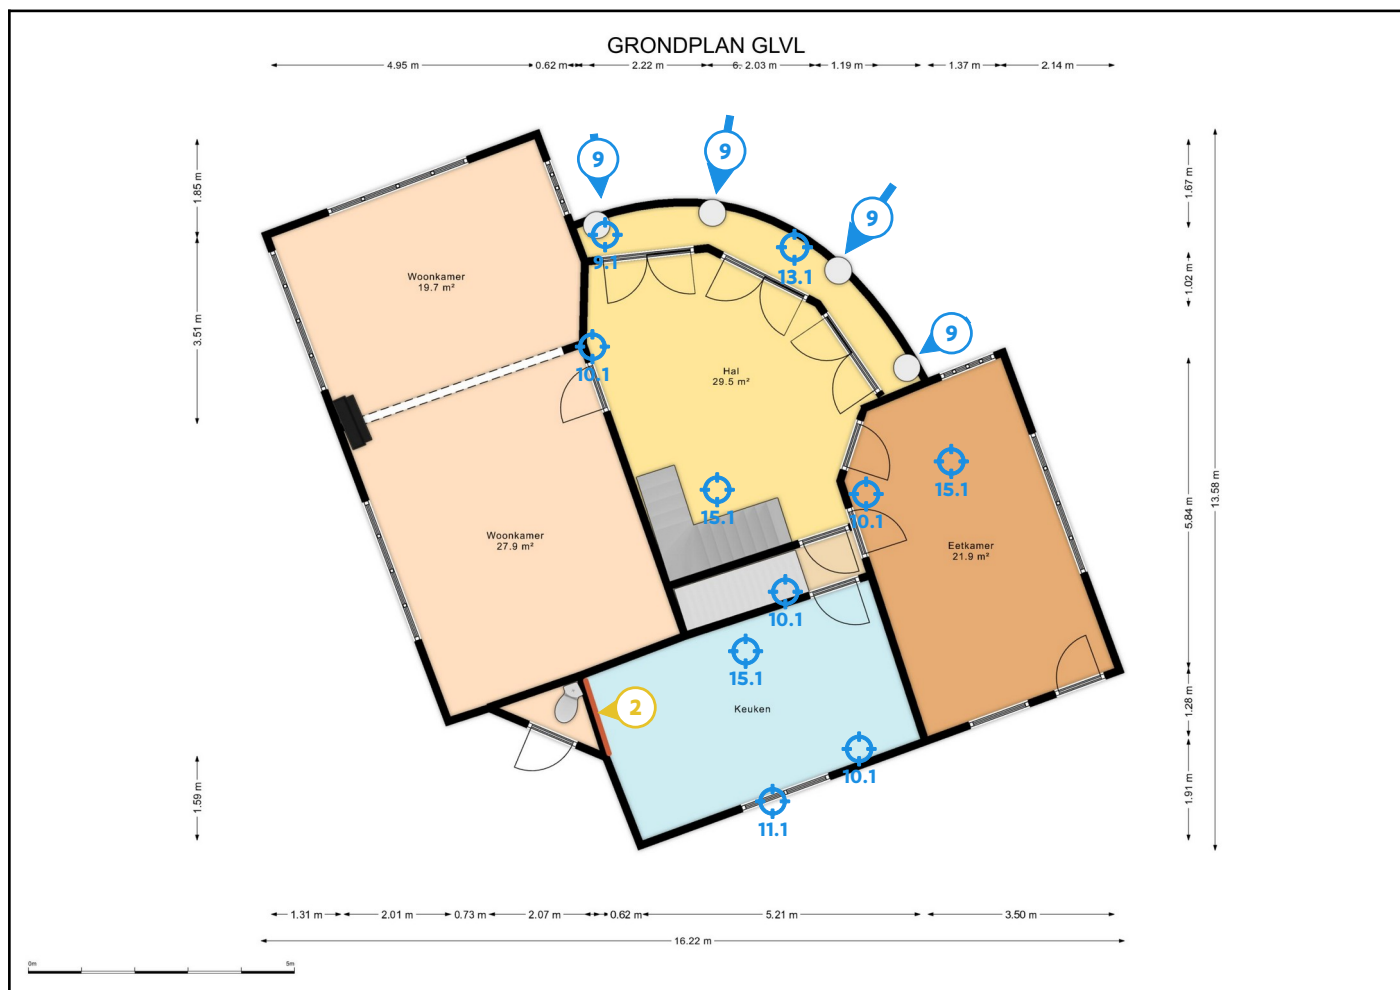 GRONDPLAN GLVL
4.95 m
0.62 m
2.22 m
6.
2.03 m
1.19 m
1.37 m
2.14 m
1.85 m
3.51 m
1.59 m
1.67 m
1.02 m
5.84 m
1.28 m
1.91 m
13.58 m
9
9
9
9
9.1
13.1
Woonkamer
19.7 m²
10.1
Hal
29.5 m²
15.1
15.1
10.1
Woonkamer
27.9 m²
Eetkamer
21.9 m²
10.1
15.1
2
Keuken
10.1
11.1
1.31 m
2.01 m
0.73 m
2.07 m
0.62 m
5.21 m
3.50 m
16.22 m
0m
5m